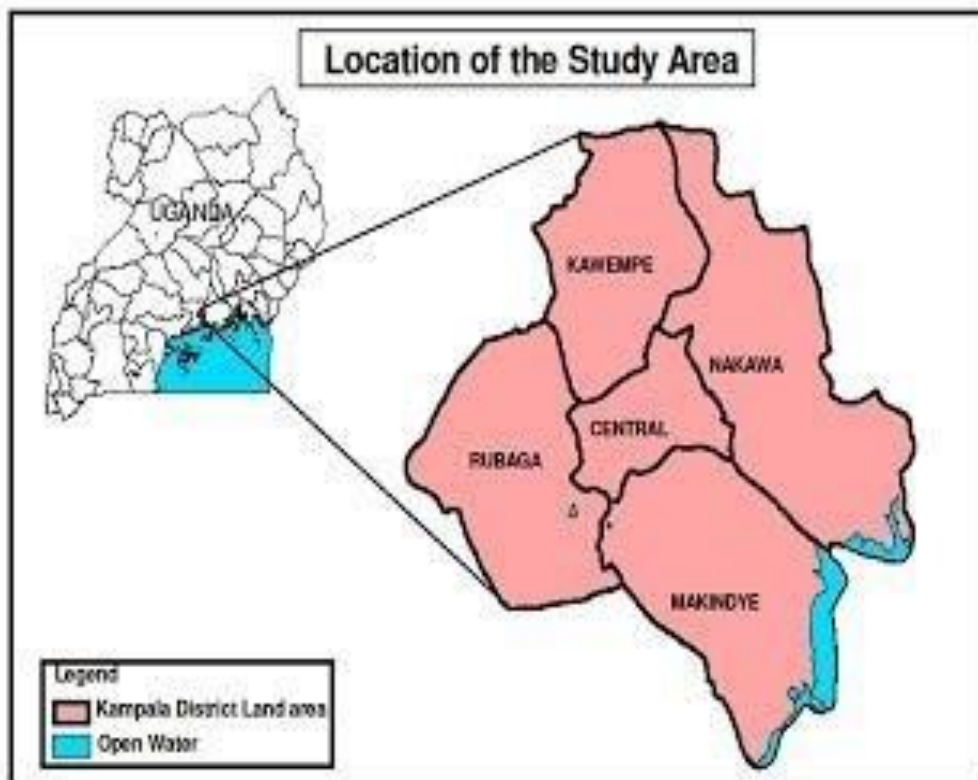 Location of the Study Area
UGANDA
KAWEMPE
NAKAWA
CENTRAL
RUBAGA
MAKINDYE
Legend
Kampala District Land area
Open Water